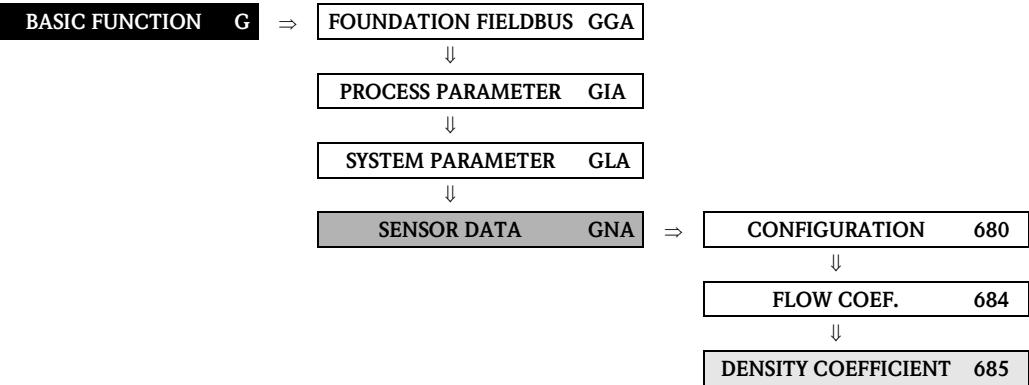 BASIC FUNCTION G ⇒ FOUNDATION FIELDBUS GGA
⇓
PROCESS PARAMETER GIA
⇓
SYSTEM PARAMETER GLA
⇓
SENSOR DATA GNA ⇒ CONFIGURATION 680
⇓
FLOW COEF. 684
⇓
DENSITY COEFFICIENT 685